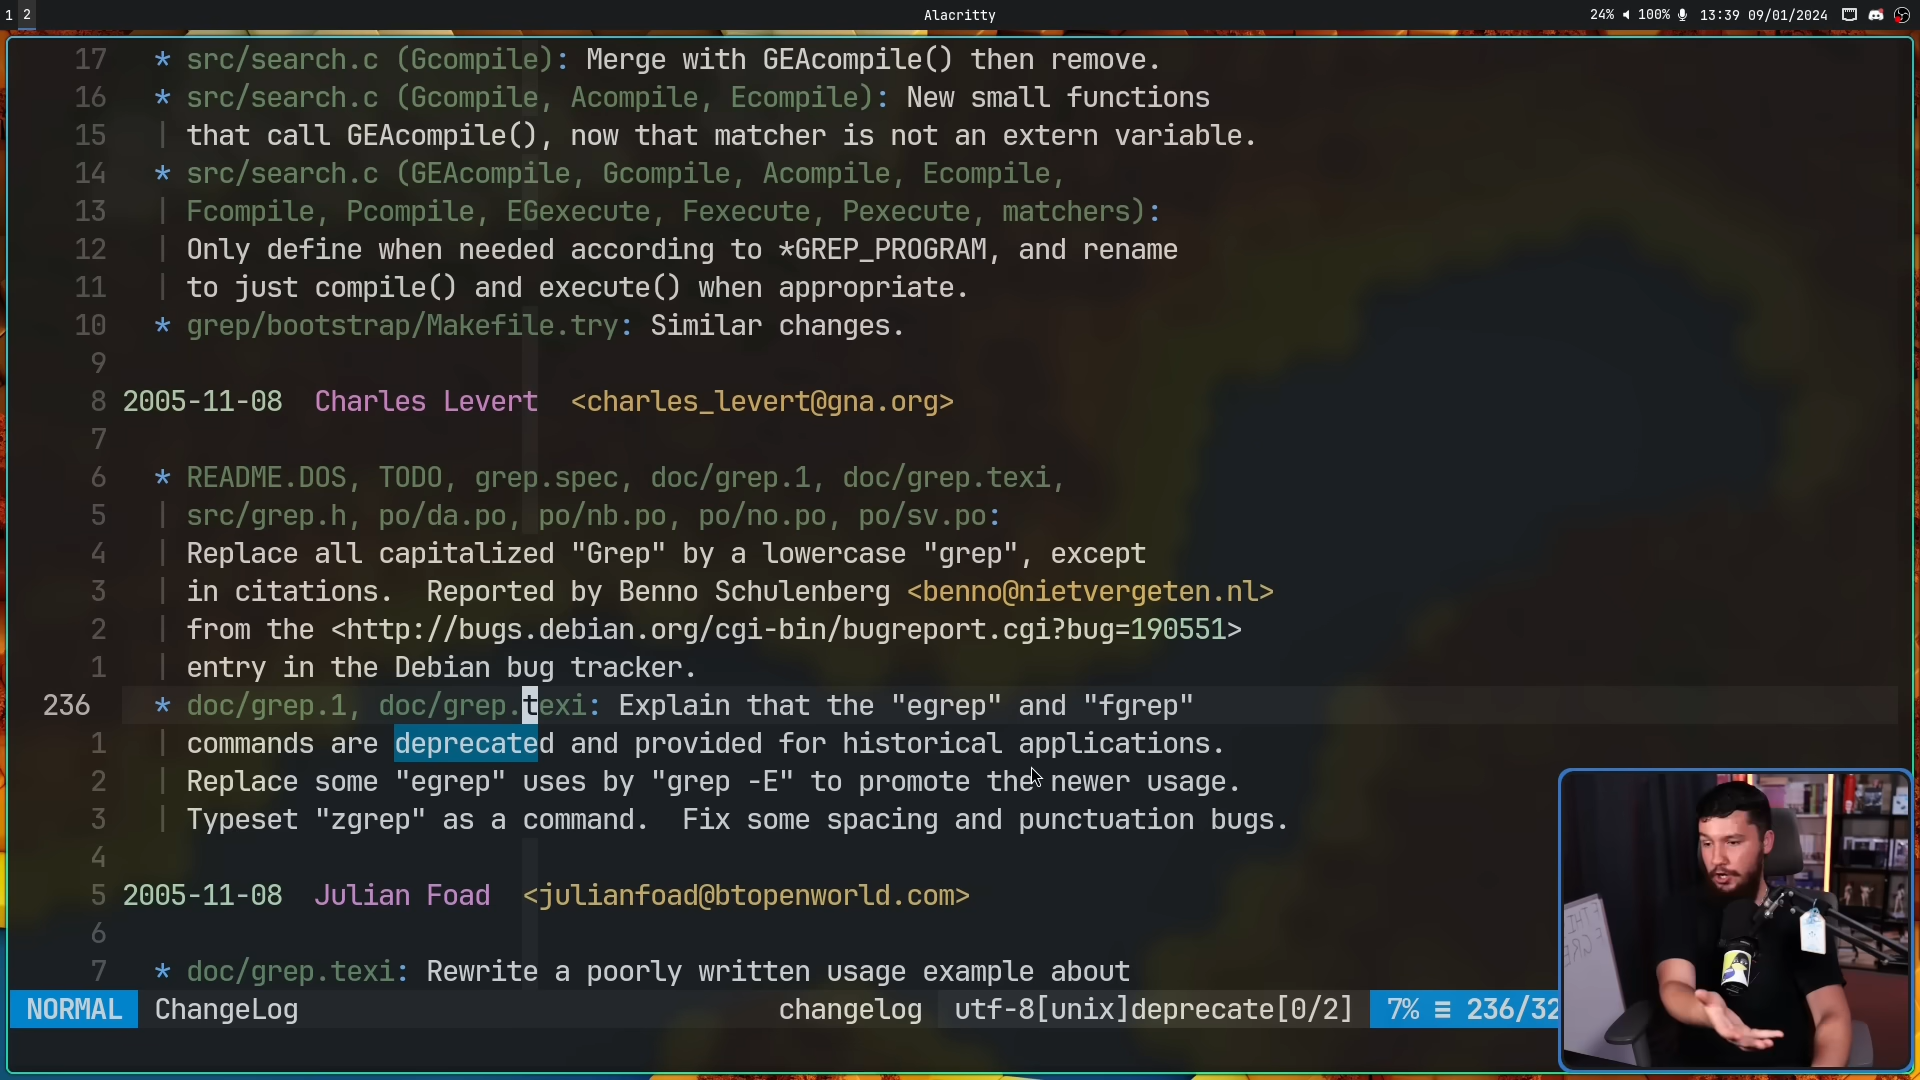 1 2 Alacritty 24% 100% 13:39 09/01/2024
17 * src/search.c (Gcompile): Merge with GEAcompile() then remove.
16 * src/search.c (Gcompile, Acompile, Ecompile): New small functions
15 | that call GEAcompile(), now that matcher is not an extern variable.
14 * src/search.c (GEAcompile, Gcompile, Acompile, Ecompile,
13 | Fcompile, Pcompile, EGexecute, Fexecute, Pexecute, matchers):
12 | Only define when needed according to *GREP_PROGRAM, and rename
11 | to just compile() and execute() when appropriate.
10 * grep/bootstrap/Makefile.try: Similar changes.
9
8 2005-11-08  Charles Levert  <charles_levert@gna.org>
7
6 * README.DOS, TODO, grep.spec, doc/grep.1, doc/grep.texi,
5 | src/grep.h, po/da.po, po/nb.po, po/no.po, po/sv.po:
4 | Replace all capitalized "Grep" by a lowercase "grep", except
3 | in citations.  Reported by Benno Schulenberg <benno@nietvergeten.nl>
2 | from the <http://bugs.debian.org/cgi-bin/bugreport.cgi?bug=190551>
1 | entry in the Debian bug tracker.
236 * doc/grep.1, doc/grep.texi: Explain that the "egrep" and "fgrep"
1 | commands are deprecated and provided for historical applications.
2 | Replace some "egrep" uses by "grep -E" to promote the newer usage.
3 | Typeset "zgrep" as a command.  Fix some spacing and punctuation bugs.
4
5 2005-11-08  Julian Foad  <julianfoad@btopenworld.com>
6
7 * doc/grep.texi: Rewrite a poorly written usage example about
NORMAL ChangeLog changelog utf-8[unix]deprecate[0/2] 7% ≡ 236/32